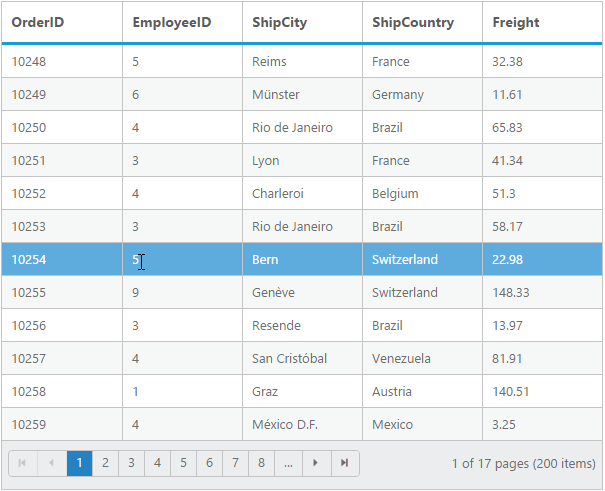 OrderID EmployeeID ShipCity ShipCountry Freight
10248 5 Reims France 32.38
10249 6 Münster Germany 11.61
10250 4 Rio de Janeiro Brazil 65.83
10251 3 Lyon France 41.34
10252 4 Charleroi Belgium 51.3
10253 3 Rio de Janeiro Brazil 58.17
10254 5 Bern Switzerland 22.98
10255 9 Genève Switzerland 148.33
10256 3 Resende Brazil 13.97
10257 4 San Cristóbal Venezuela 81.91
10258 1 Graz Austria 140.51
10259 4 México D.F. Mexico 3.25
1 2 3 4 5 6 7 8 ... 1 of 17 pages (200 items)